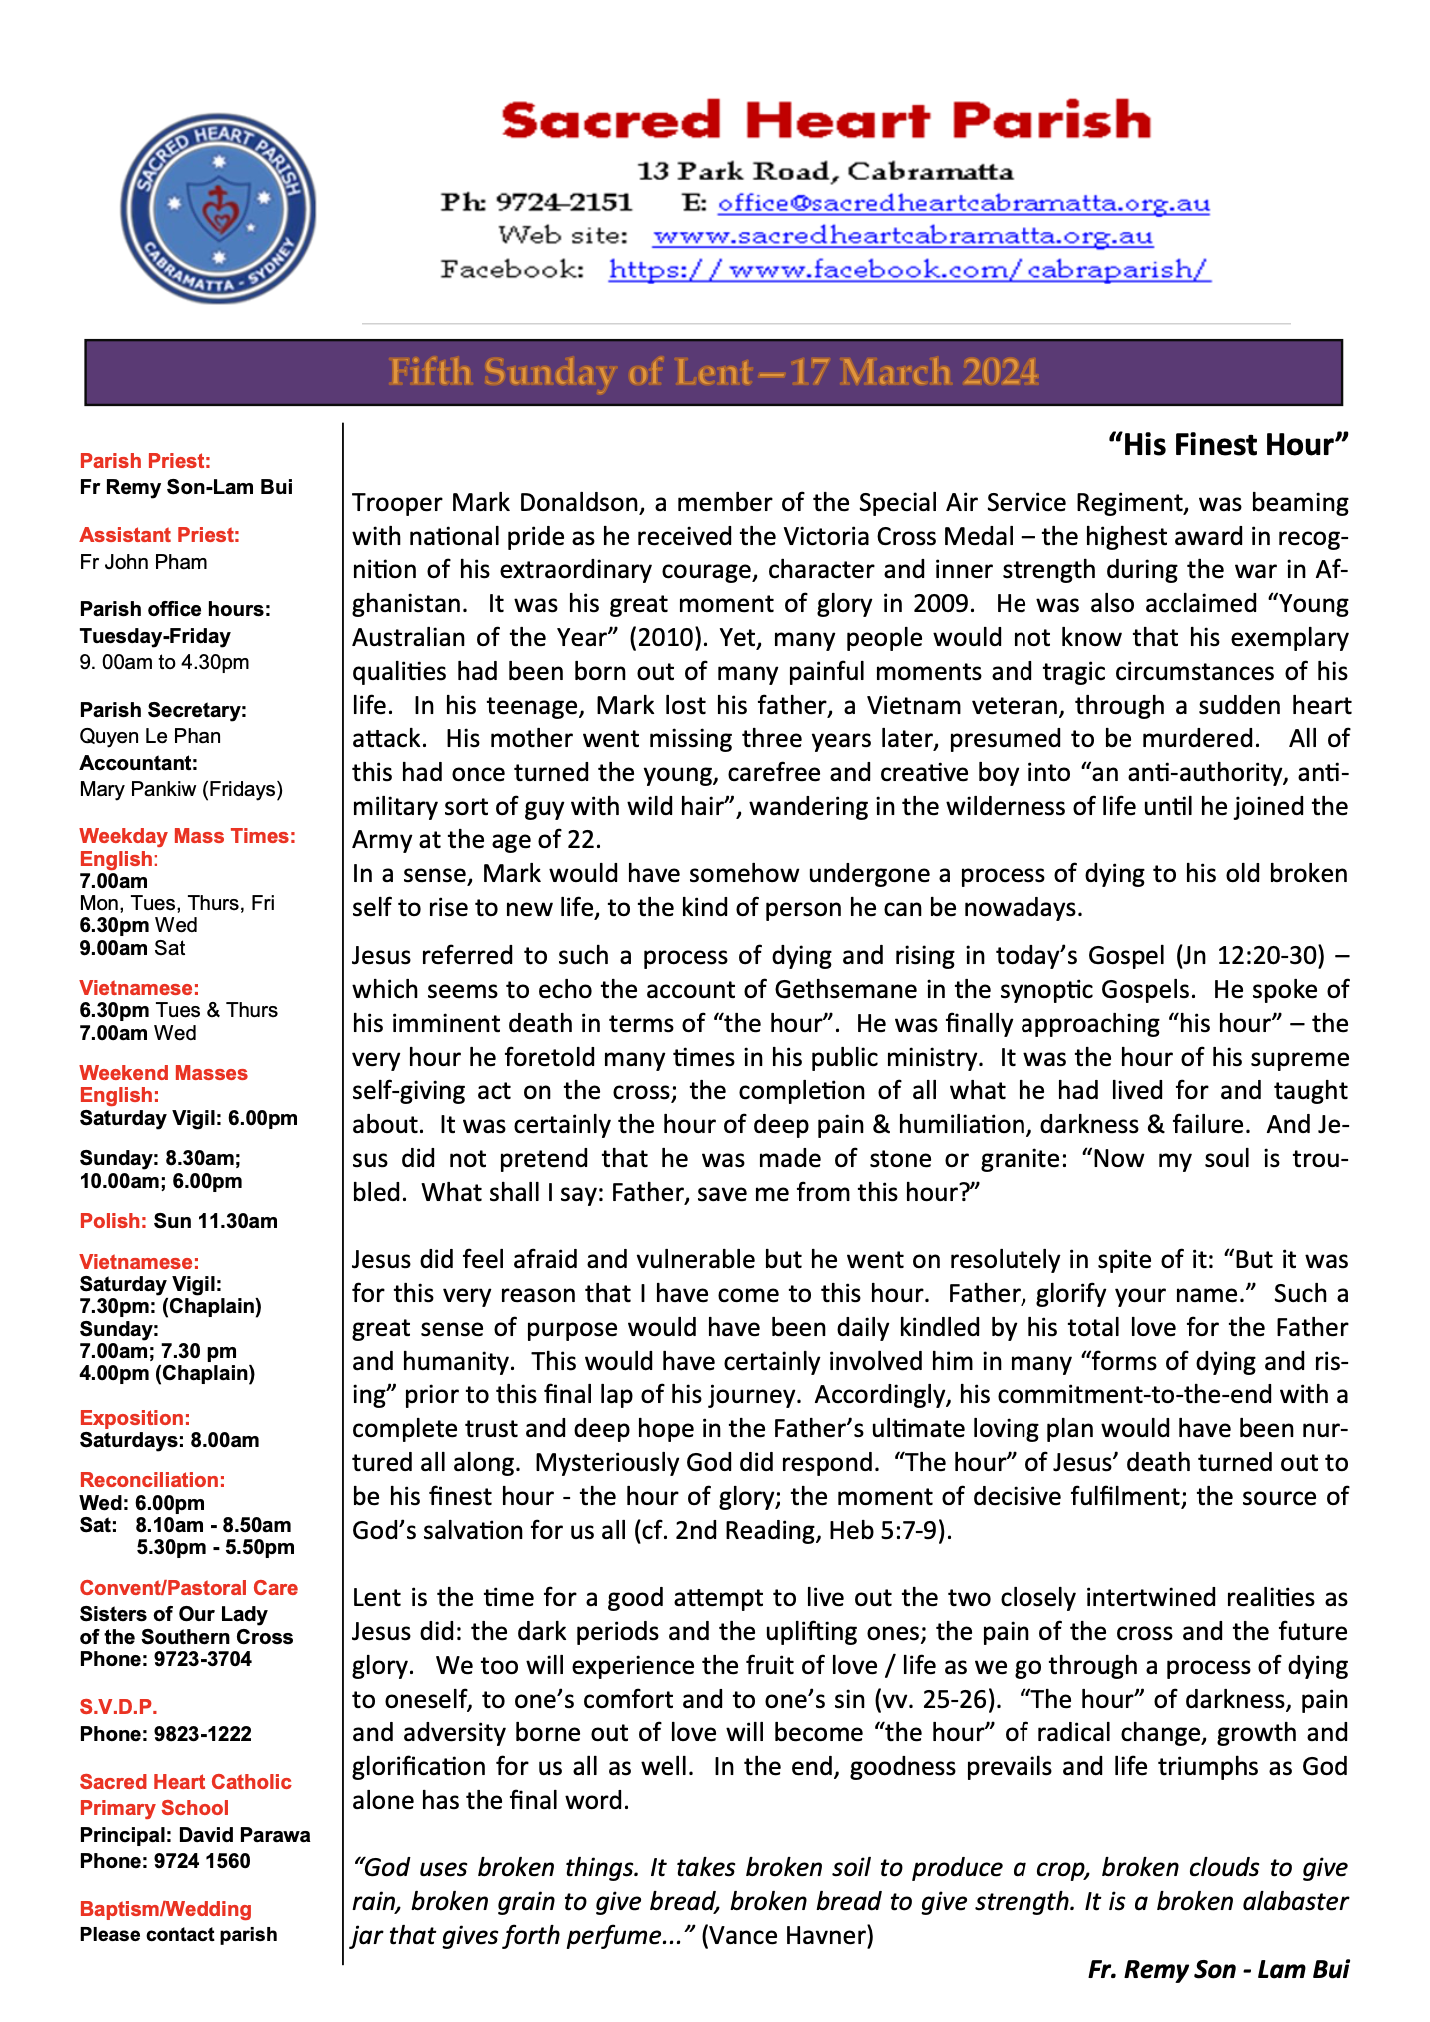 SACRED HEART PARISH
CABRAMATTA - SYDNEY
Sacred Heart Parish
13 Park Road, Cabramatta
Ph: 9724-2151 E: office@sacredheartcabramatta.org.au
Web site: www.sacredheartcabramatta.org.au
Facebook: https://www.facebook.com/cabraparish/
Fifth Sunday of Lent—17 March 2024
Parish Priest:
Fr Remy Son-Lam Bui
Assistant Priest:
Fr John Pham
Parish office hours:
Tuesday-Friday
9. 00am to 4.30pm
Parish Secretary:
Quyen Le Phan
Accountant:
Mary Pankiw (Fridays)
Weekday Mass Times:
English:
7.00am
Mon, Tues, Thurs, Fri
6.30pm Wed
9.00am Sat
Vietnamese:
6.30pm Tues & Thurs
7.00am Wed
Weekend Masses
English:
Saturday Vigil: 6.00pm
Sunday: 8.30am;
10.00am; 6.00pm
Polish: Sun 11.30am
Vietnamese:
Saturday Vigil:
7.30pm: (Chaplain)
Sunday:
7.00am; 7.30 pm
4.00pm (Chaplain)
Exposition:
Saturdays: 8.00am
Reconciliation:
Wed: 6.00pm
Sat: 8.10am - 8.50am
5.30pm - 5.50pm
Convent/Pastoral Care
Sisters of Our Lady
of the Southern Cross
Phone: 9723-3704
S.V.D.P.
Phone: 9823-1222
Sacred Heart Catholic
Primary School
Principal: David Parawa
Phone: 9724 1560
Baptism/Wedding
Please contact parish
“His Finest Hour”
Trooper Mark Donaldson, a member of the Special Air Service Regiment, was beaming
with national pride as he received the Victoria Cross Medal – the highest award in recog-
nition of his extraordinary courage, character and inner strength during the war in Af-
ghanistan. It was his great moment of glory in 2009. He was also acclaimed “Young
Australian of the Year” (2010). Yet, many people would not know that his exemplary
qualities had been born out of many painful moments and tragic circumstances of his
life. In his teenage, Mark lost his father, a Vietnam veteran, through a sudden heart
attack. His mother went missing three years later, presumed to be murdered. All of
this had once turned the young, carefree and creative boy into “an anti-authority, anti-
military sort of guy with wild hair”, wandering in the wilderness of life until he joined the
Army at the age of 22.
In a sense, Mark would have somehow undergone a process of dying to his old broken
self to rise to new life, to the kind of person he can be nowadays.
Jesus referred to such a process of dying and rising in today’s Gospel (Jn 12:20-30) –
which seems to echo the account of Gethsemane in the synoptic Gospels. He spoke of
his imminent death in terms of “the hour”. He was finally approaching “his hour” – the
very hour he foretold many times in his public ministry. It was the hour of his supreme
self-giving act on the cross; the completion of all what he had lived for and taught
about. It was certainly the hour of deep pain & humiliation, darkness & failure. And Je-
sus did not pretend that he was made of stone or granite: “Now my soul is trou-
bled. What shall I say: Father, save me from this hour?”
Jesus did feel afraid and vulnerable but he went on resolutely in spite of it: “But it was
for this very reason that I have come to this hour. Father, glorify your name.” Such a
great sense of purpose would have been daily kindled by his total love for the Father
and humanity. This would have certainly involved him in many “forms of dying and ris-
ing” prior to this final lap of his journey. Accordingly, his commitment-to-the-end with a
complete trust and deep hope in the Father’s ultimate loving plan would have been nur-
tured all along. Mysteriously God did respond. “The hour” of Jesus’ death turned out to
be his finest hour - the hour of glory; the moment of decisive fulfilment; the source of
God’s salvation for us all (cf. 2nd Reading, Heb 5:7-9).
Lent is the time for a good attempt to live out the two closely intertwined realities as
Jesus did: the dark periods and the uplifting ones; the pain of the cross and the future
glory. We too will experience the fruit of love / life as we go through a process of dying
to oneself, to one’s comfort and to one’s sin (vv. 25-26). “The hour” of darkness, pain
and adversity borne out of love will become “the hour” of radical change, growth and
glorification for us all as well. In the end, goodness prevails and life triumphs as God
alone has the final word.
“God uses broken things. It takes broken soil to produce a crop, broken clouds to give
rain, broken grain to give bread, broken bread to give strength. It is a broken alabaster
jar that gives forth perfume...” (Vance Havner)
Fr. Remy Son - Lam Bui